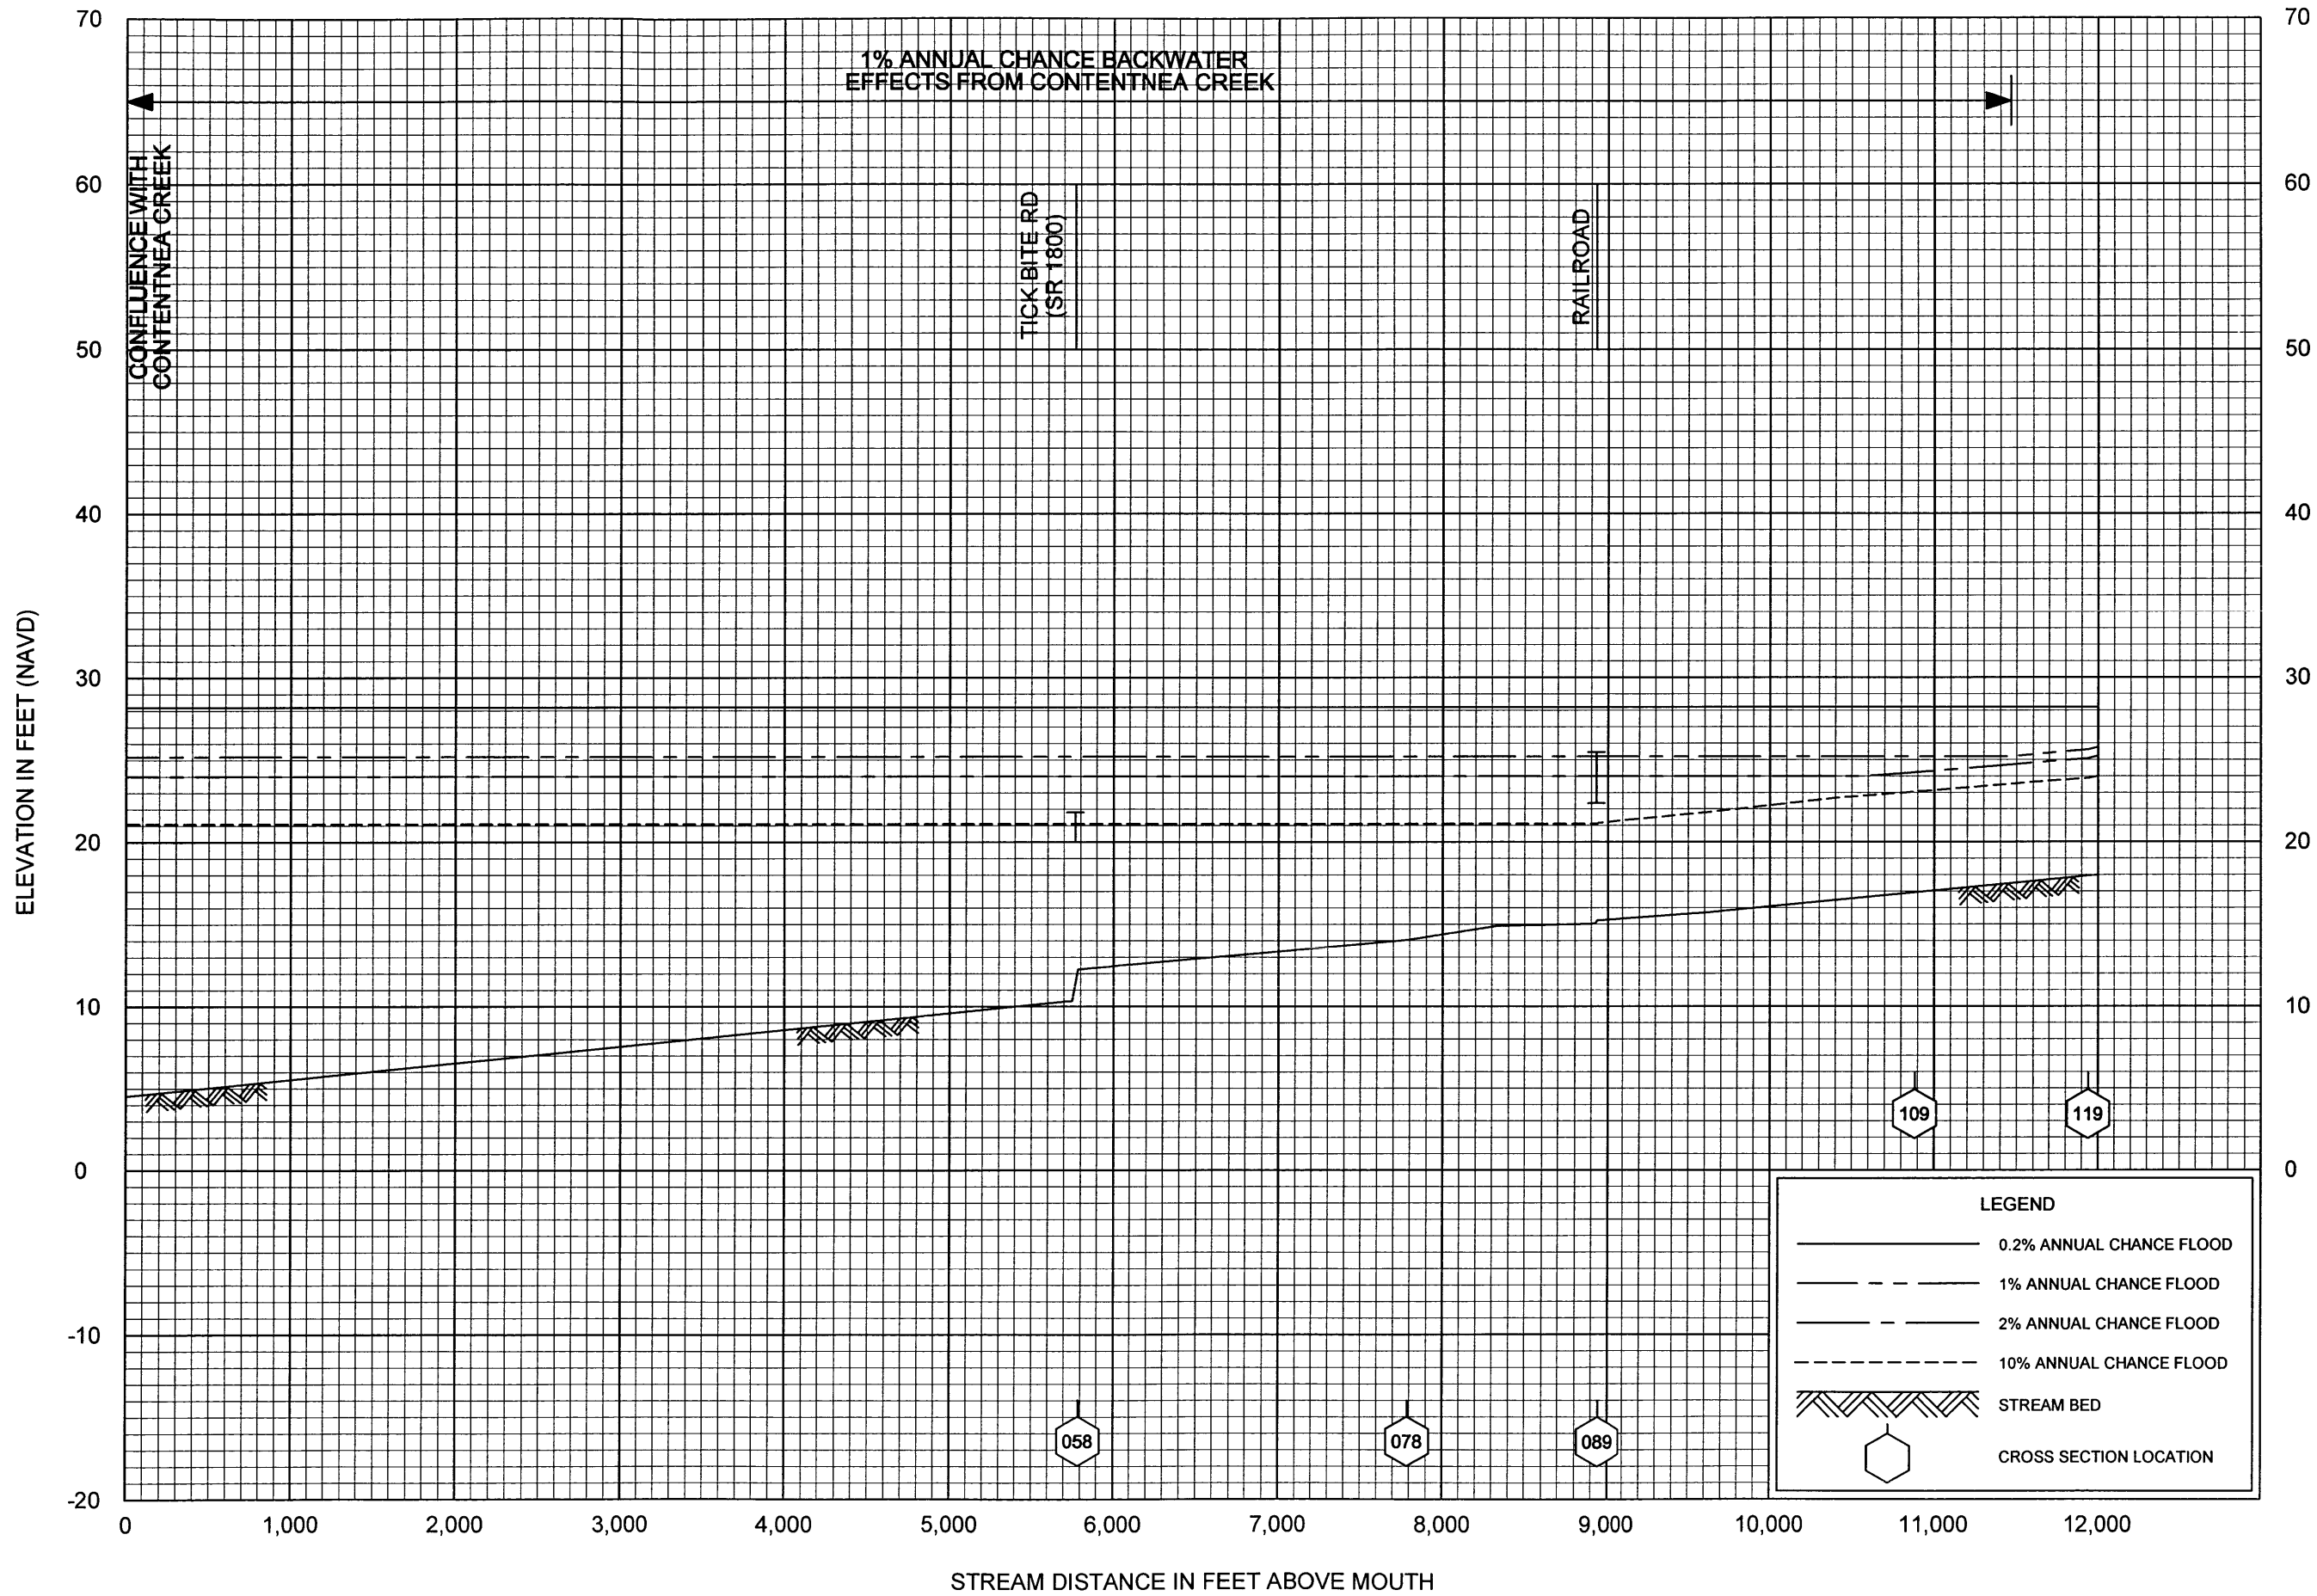 1% ANNUAL CHANCE BACKWATER
EFFECTS FROM CONTENTNEA CREEK
CONFLUENCE WITH
CONTENTNEA CREEK
TICK BITE RD
(SR 1800)
RAILROAD
ELEVATION IN FEET (NAVD)
70
60
50
40
30
20
10
0
-10
-20
70
60
50
40
30
20
10
0
109
119
058
078
089
LEGEND
0.2% ANNUAL CHANCE FLOOD
1% ANNUAL CHANCE FLOOD
2% ANNUAL CHANCE FLOOD
10% ANNUAL CHANCE FLOOD
STREAM BED
CROSS SECTION LOCATION
0 1,000 2,000 3,000 4,000 5,000 6,000 7,000 8,000 9,000 10,000 11,000 12,000
STREAM DISTANCE IN FEET ABOVE MOUTH